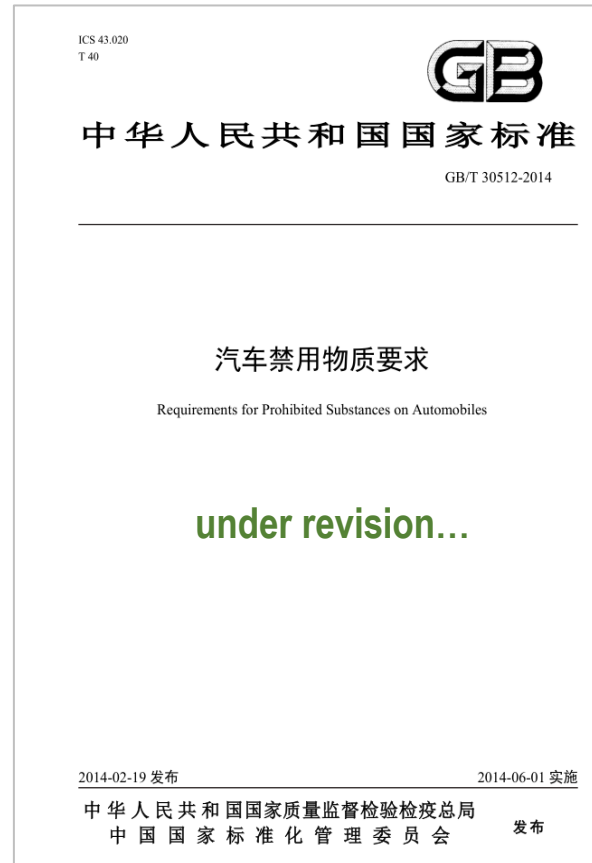 ICS 43.020
T 40
GB
中华人民共和国国家标准
GB/T 30512-2014
汽车禁用物质要求
Requirements for Prohibited Substances on Automobiles
under revision…
2014-02-19 发布 2014-06-01 实施
中华人民共和国国家质量监督检验检疫总局
中国国家标准化管理委员会 发布